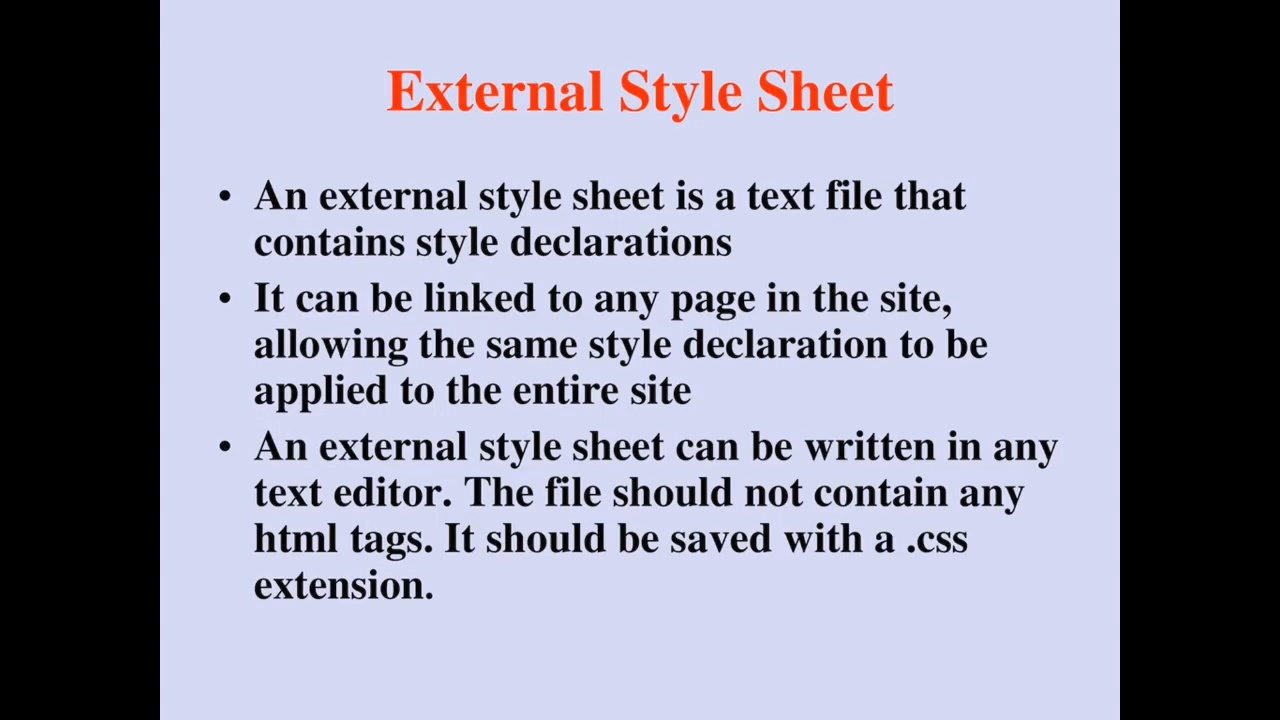 External Style Sheet
• An external style sheet is a text file that
contains style declarations
• It can be linked to any page in the site,
allowing the same style declaration to be
applied to the entire site
• An external style sheet can be written in any
text editor. The file should not contain any
html tags. It should be saved with a .css
extension.